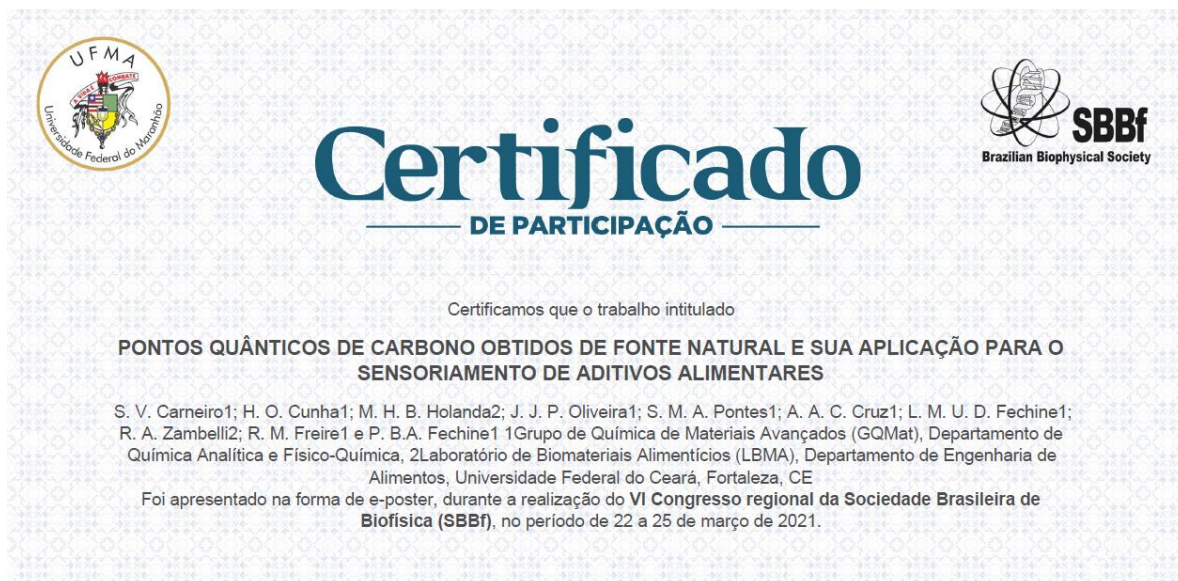 UFMA
A VIDA É COMBATE
Universidade Federal do Maranhão
SBBf
Brazilian Biophysical Society
Certificado
DE PARTICIPAÇÃO
Certificamos que o trabalho intitulado
PONTOS QUÂNTICOS DE CARBONO OBTIDOS DE FONTE NATURAL E SUA APLICAÇÃO PARA O
SENSORIAMENTO DE ADITIVOS ALIMENTARES
S. V. Carneiro1; H. O. Cunha1; M. H. B. Holanda2; J. J. P. Oliveira1; S. M. A. Pontes1; A. A. C. Cruz1; L. M. U. D. Fechine1;
R. A. Zambelli2; R. M. Freire1 e P. B.A. Fechine1 1Grupo de Química de Materiais Avançados (GQMat), Departamento de
Química Analítica e Físico-Química, 2Laboratório de Biomateriais Alimentícios (LBMA), Departamento de Engenharia de
Alimentos, Universidade Federal do Ceará, Fortaleza, CE
Foi apresentado na forma de e-poster, durante a realização do VI Congresso regional da Sociedade Brasileira de
Biofísica (SBBf), no período de 22 a 25 de março de 2021.